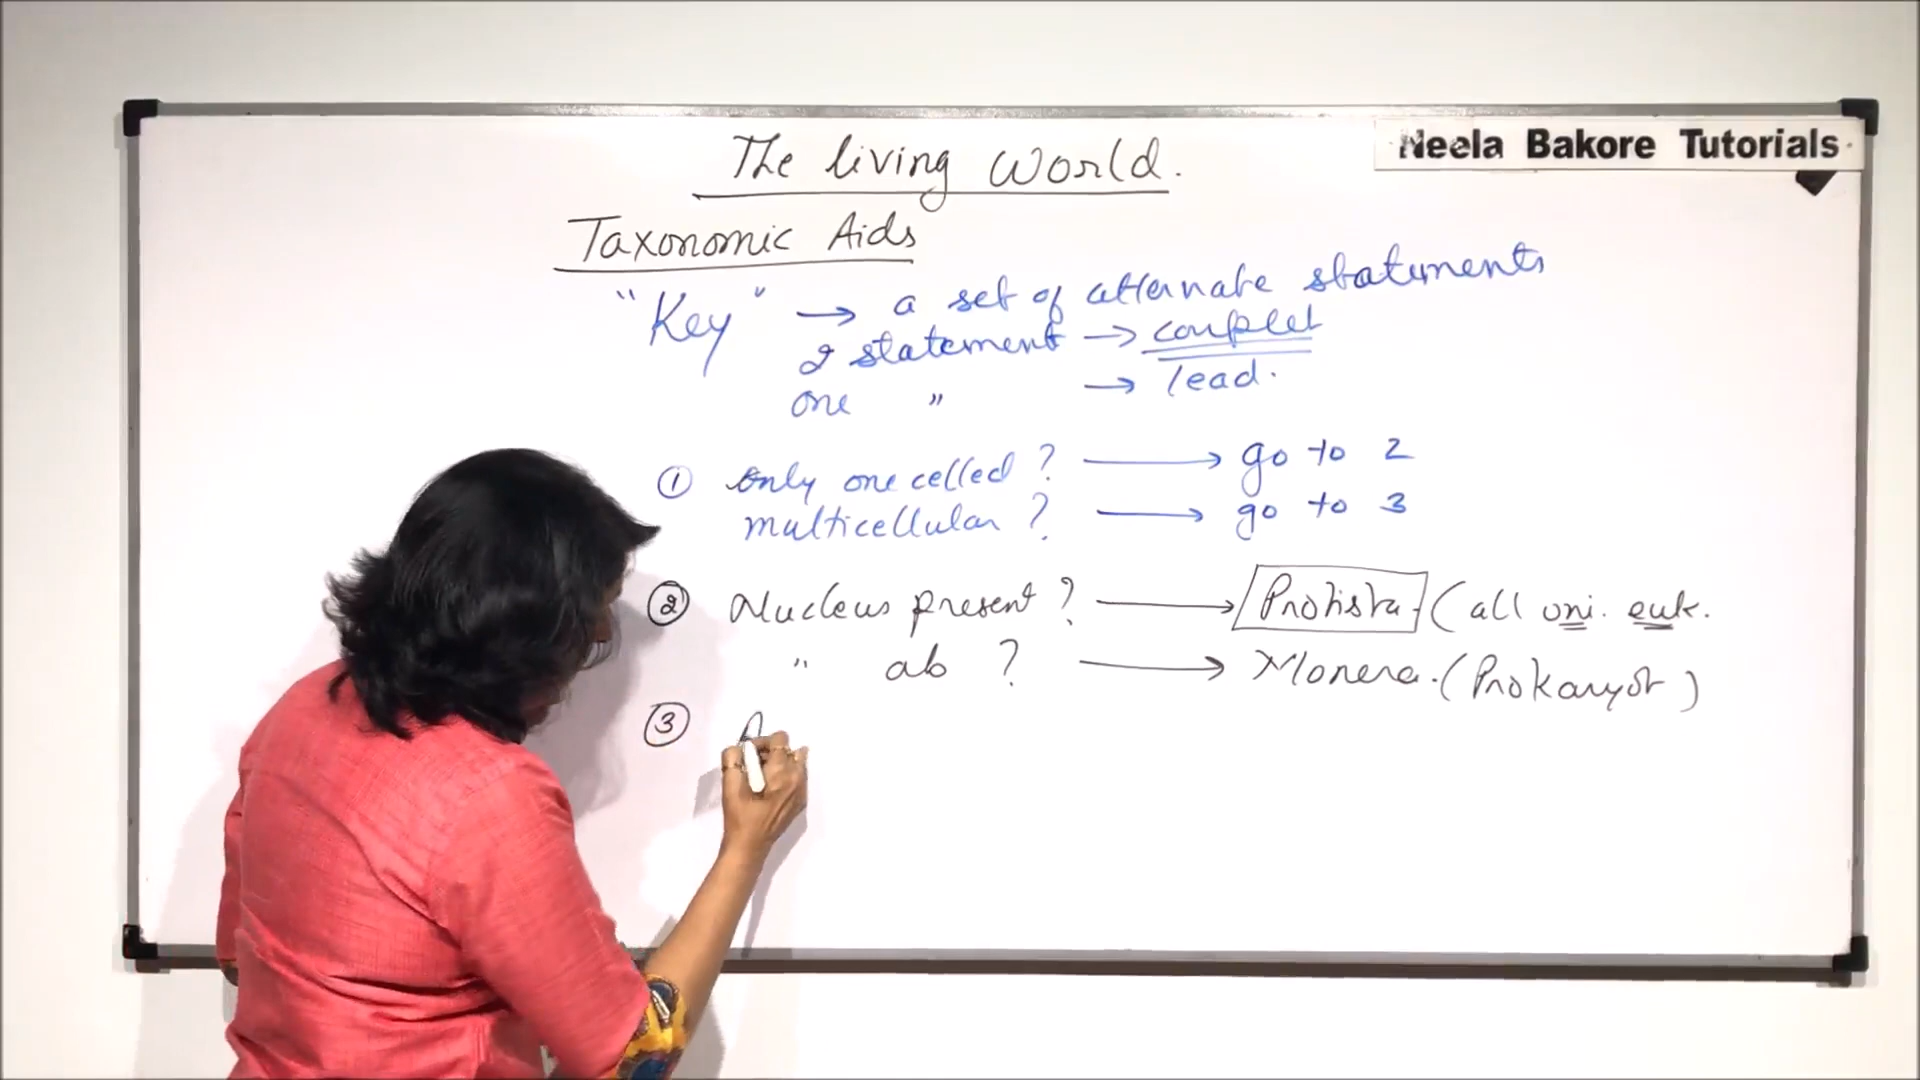 The living World.
Neela Bakore Tutorials
Taxonomic Aids
"Key" → a set of alternate statements
2 statement → couplet
one " → lead.
① Only one celled ? → go to 2
multicellular ? → go to 3
② Nucleus present ? → Protista (all uni. euk.
" ab ? → Monera. (Prokaryot)
③ A